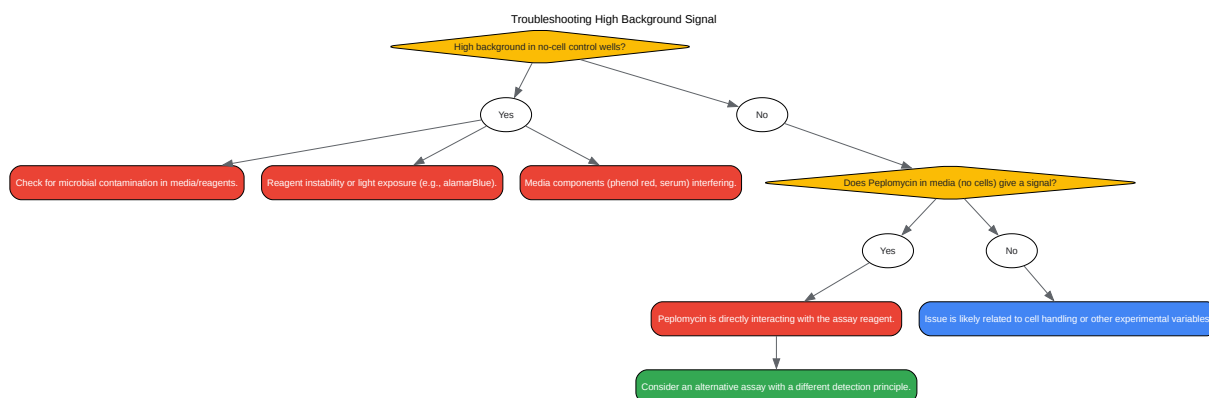 Troubleshooting High Background Signal
High background in no-cell control wells?
Yes
No
Check for microbial contamination in media/reagents.
Reagent instability or light exposure (e.g., alamarBlue).
Media components (phenol red, serum) interfering.
Does Peplomycin in media (no cells) give a signal?
Yes
No
Peplomycin is directly interacting with the assay reagent.
Issue is likely related to cell handling or other experimental variables
Consider an alternative assay with a different detection principle.